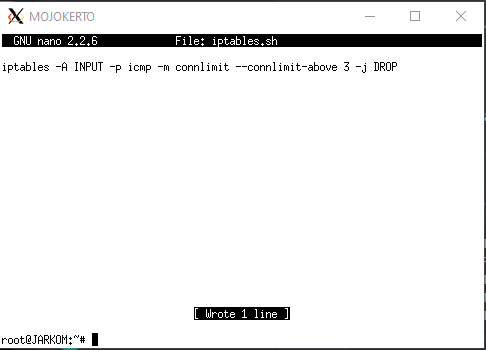 MOJOKERTO
GNU nano 2.2.6 File: iptables.sh
iptables -A INPUT -p icmp -m connlimit --connlimit-above 3 -j DROP
[ Wrote 1 line ]
root@JARKOM:~#